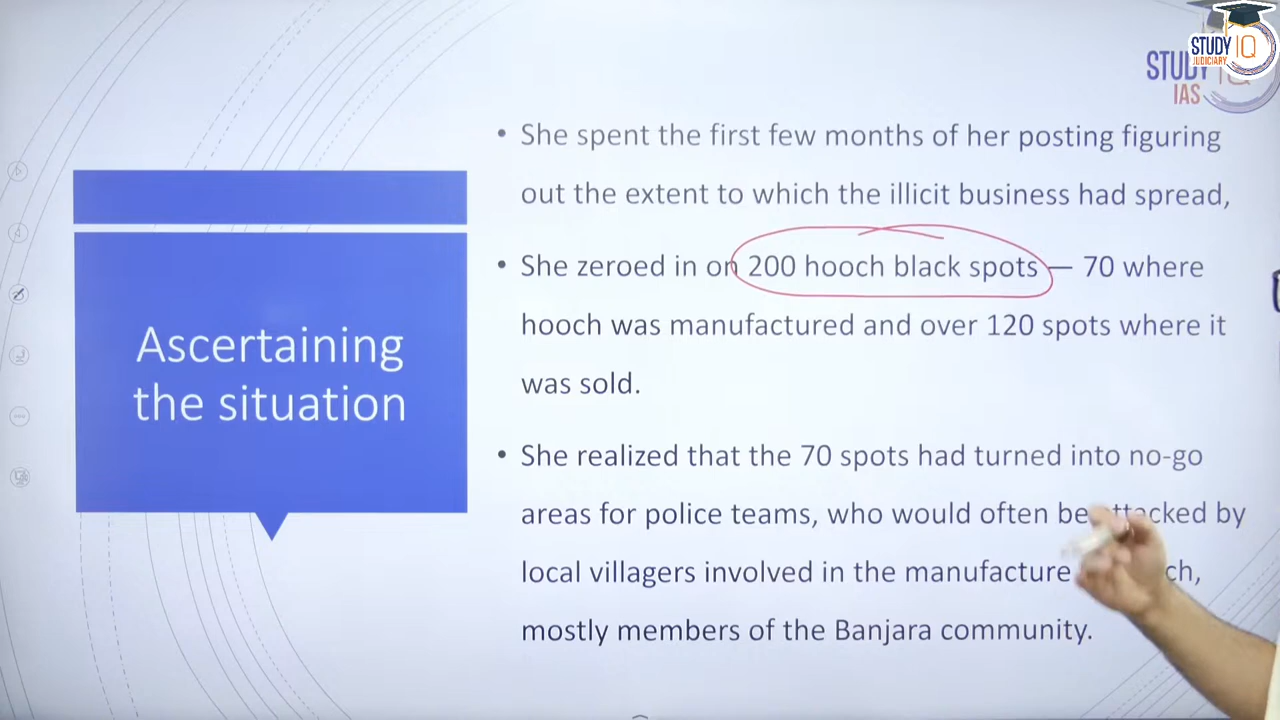 STUDY IQ
JUDICIARY
STUDY IQ
IAS
Ascertaining
the situation
• She spent the first few months of her posting figuring
out the extent to which the illicit business had spread,
• She zeroed in on 200 hooch black spots — 70 where
hooch was manufactured and over 120 spots where it
was sold.
• She realized that the 70 spots had turned into no-go
areas for police teams, who would often be attacked by
local villagers involved in the manufacture
mostly members of the Banjara community.